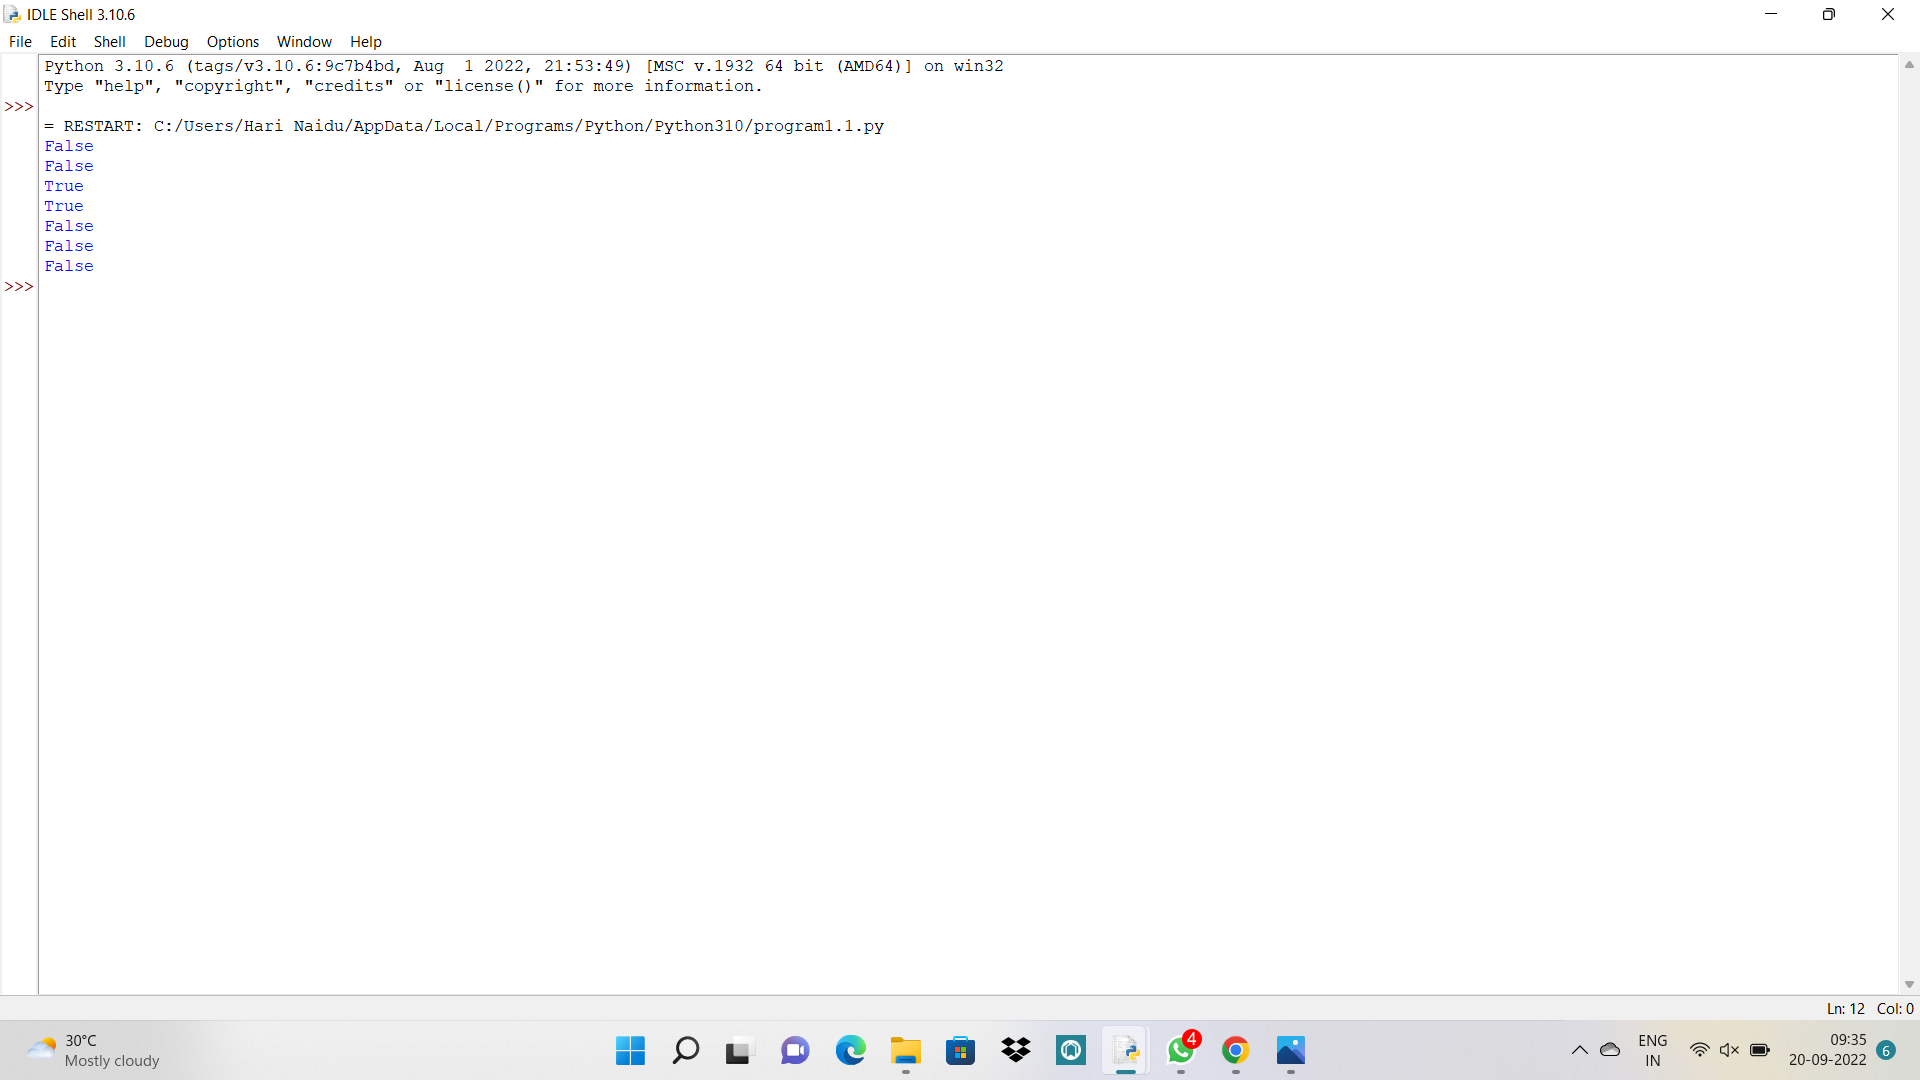 IDLE Shell 3.10.6
File Edit Shell Debug Options Window Help
Python 3.10.6 (tags/v3.10.6:9c7b4bd, Aug  1 2022, 21:53:49) [MSC v.1932 64 bit (AMD64)] on win32
Type "help", "copyright", "credits" or "license()" for more information.
>>>
= RESTART: C:/Users/Hari Naidu/AppData/Local/Programs/Python/Python310/program1.1.py
False
False
True
True
False
False
False
>>>
Ln: 12 Col: 0
30°C
Mostly cloudy
4
ENG
IN
09:35
20-09-2022
6